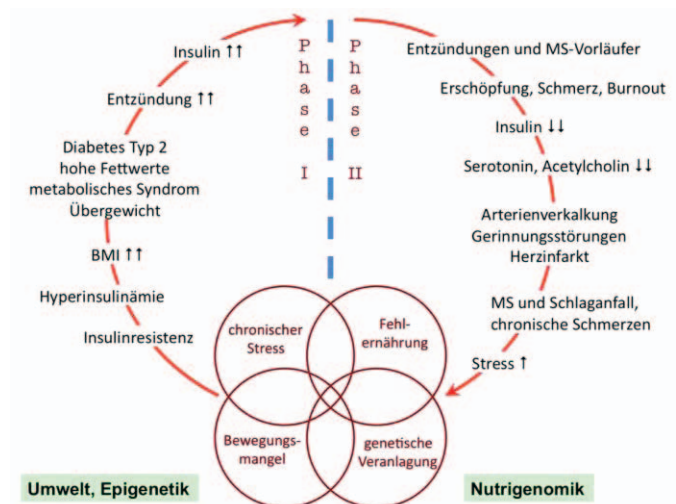 Insulin ↑↑
Entzündung ↑↑
Diabetes Typ 2
hohe Fettwerte
metabolisches Syndrom
Übergewicht
BMI ↑↑
Hyperinsulinämie
Insulinresistenz
Phase I
Phase II
Entzündungen und MS-Vorläufer
Erschöpfung, Schmerz, Burnout
Insulin ↓↓
Serotonin, Acetylcholin ↓↓
Arterienverkalkung
Gerinnungsstörungen
Herzinfarkt
MS und Schlaganfall,
chronische Schmerzen
Stress ↑
chronischer
Stress
Fehl-
ernährung
Bewegungs-
mangel
genetische
Veranlagung
Umwelt, Epigenetik
Nutrigenomik